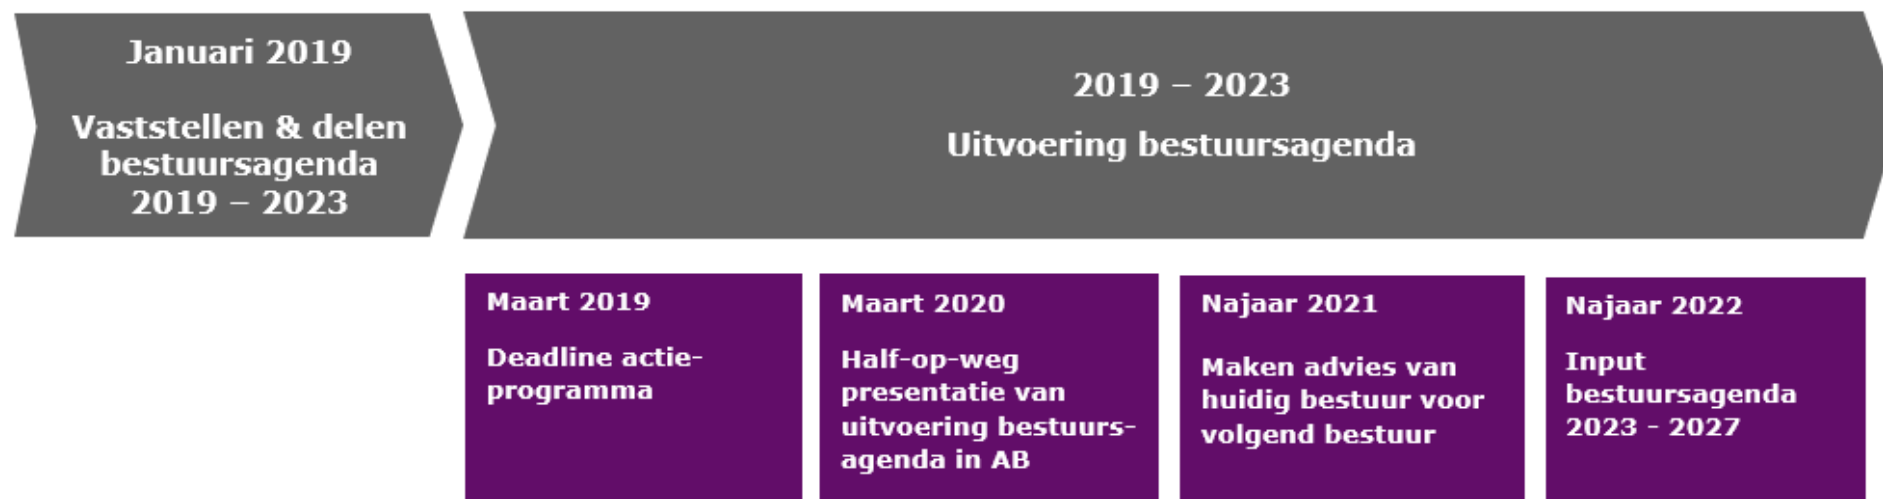 Januari 2019
Vaststellen & delen
bestuursagenda
2019 – 2023
2019 – 2023
Uitvoering bestuursagenda
Maart 2019
Deadline actie-
programma
Maart 2020
Half-op-weg
presentatie van
uitvoering bestuurs-
agenda in AB
Najaar 2021
Maken advies van
huidig bestuur voor
volgend bestuur
Najaar 2022
Input
bestuursagenda
2023 - 2027